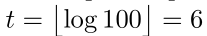 t = ⌊log 100⌋ = 6